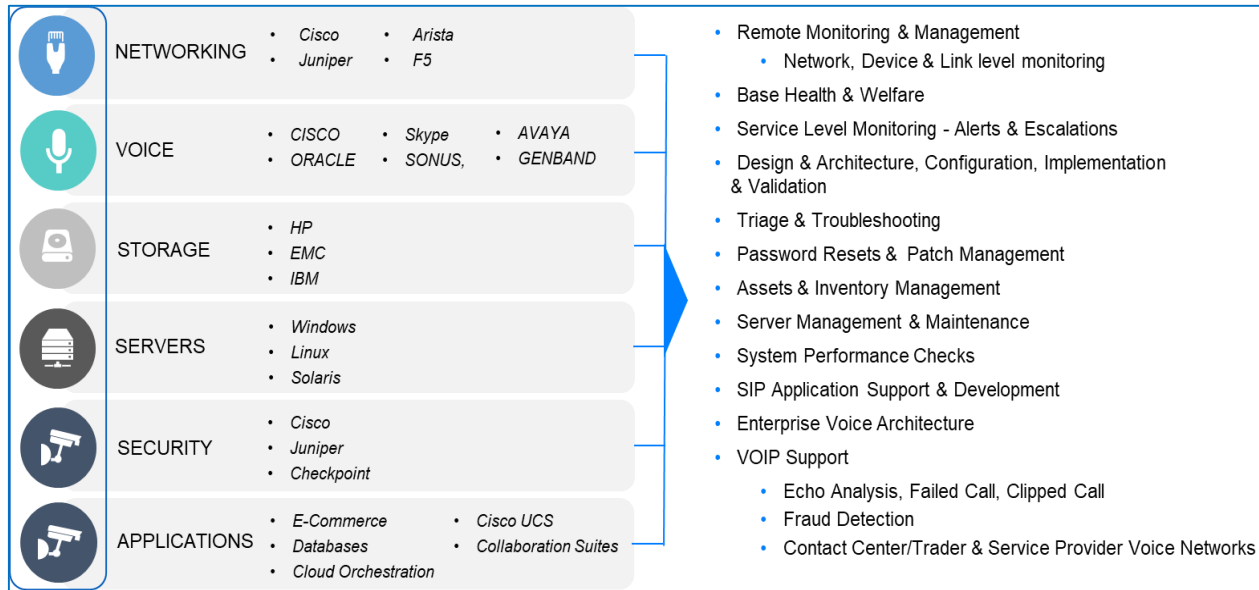 NETWORKING
• Cisco
• Arista
• Juniper
• F5
VOICE
• CISCO
• Skype
• AVAYA
• ORACLE
• SONUS,
• GENBAND
STORAGE
• HP
• EMC
• IBM
SERVERS
• Windows
• Linux
• Solaris
SECURITY
• Cisco
• Juniper
• Checkpoint
APPLICATIONS
• E-Commerce
• Cisco UCS
• Databases
• Collaboration Suites
• Cloud Orchestration
• Remote Monitoring & Management
• Network, Device & Link level monitoring
• Base Health & Welfare
• Service Level Monitoring - Alerts & Escalations
• Design & Architecture, Configuration, Implementation
& Validation
• Triage & Troubleshooting
• Password Resets & Patch Management
• Assets & Inventory Management
• Server Management & Maintenance
• System Performance Checks
• SIP Application Support & Development
• Enterprise Voice Architecture
• VOIP Support
• Echo Analysis, Failed Call, Clipped Call
• Fraud Detection
• Contact Center/Trader & Service Provider Voice Networks